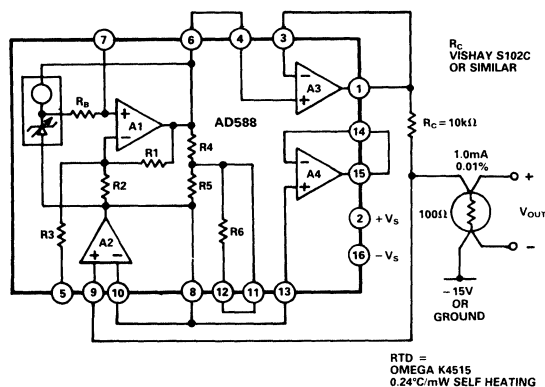 7
6
4
3
RC
VISHAY S102C
OR SIMILAR
RB
+
−
A1
AD588
−
+
A3
1
R4
R1
14
RC = 10kΩ
R2
R5
−
+
A4
15
1.0mA
0.01%
+
VOUT
−
100Ω
R3
A2
+ −
R6
2
+ VS
16
− VS
5
9
10
8
12
11
13
− 15V
OR
GROUND
RTD =
OMEGA K4515
0.24°C/mW SELF HEATING